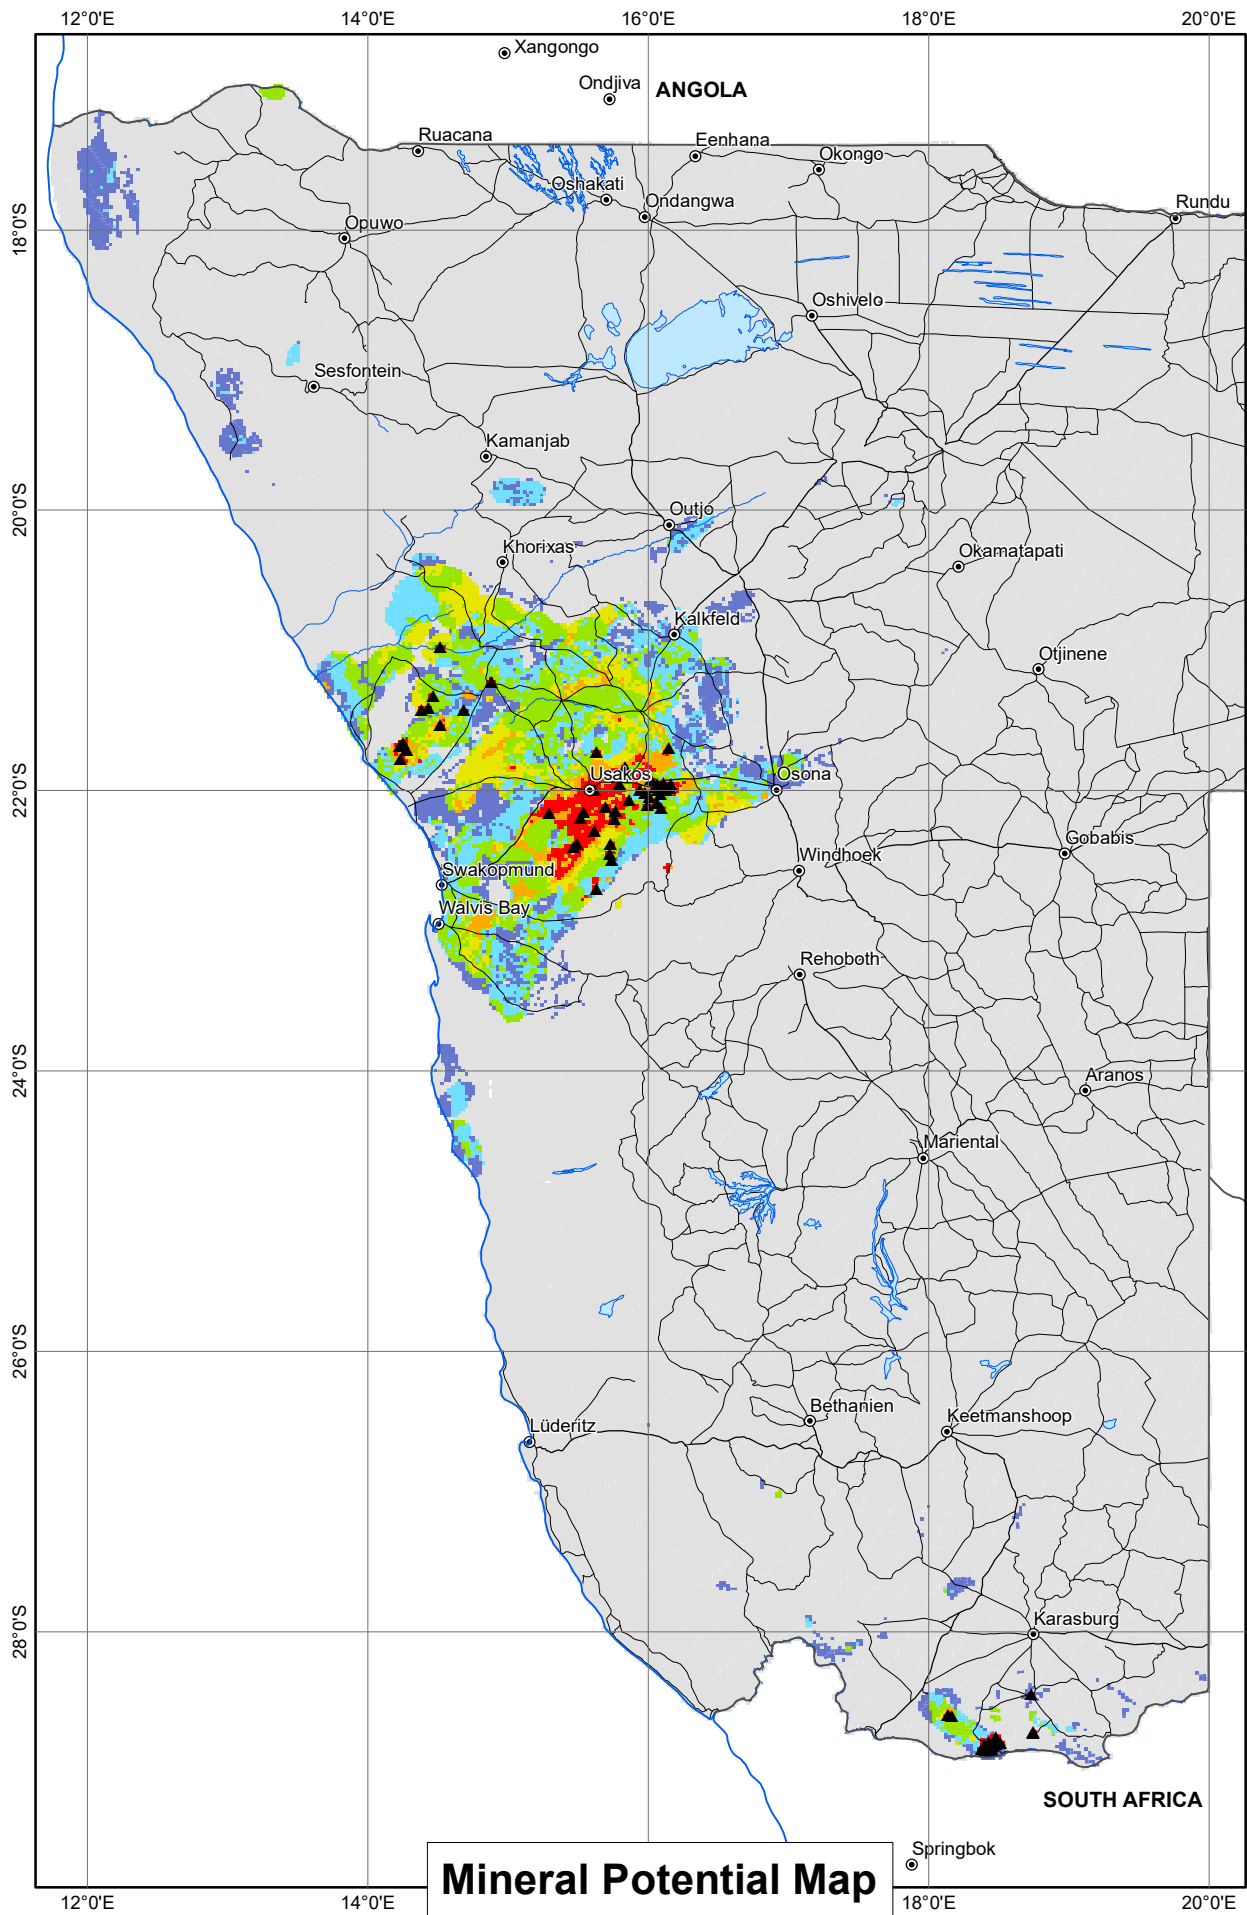 12°0'E 14°0'E 16°0'E 18°0'E 20°0'E
Xangongo
Ondjiva
ANGOLA
Ruacana
Eenhana
Okongo
Oshakati
Ondangwa
Rundu
Opuwo
18°0'S
Oshivelo
Sesfontein
Kamanjab
20°0'S
Outjo
Khorixas
Okamatapati
Kalkfeld
Otjinene
Usakos
Osona
22°0'S
Gobabis
Windhoek
Swakopmund
Walvis Bay
Rehoboth
24°0'S
Aranos
Mariental
26°0'S
Bethanien
Keetmanshoop
Lüderitz
28°0'S
Karasburg
SOUTH AFRICA
Springbok
Mineral Potential Map
12°0'E 14°0'E 18°0'E 20°0'E